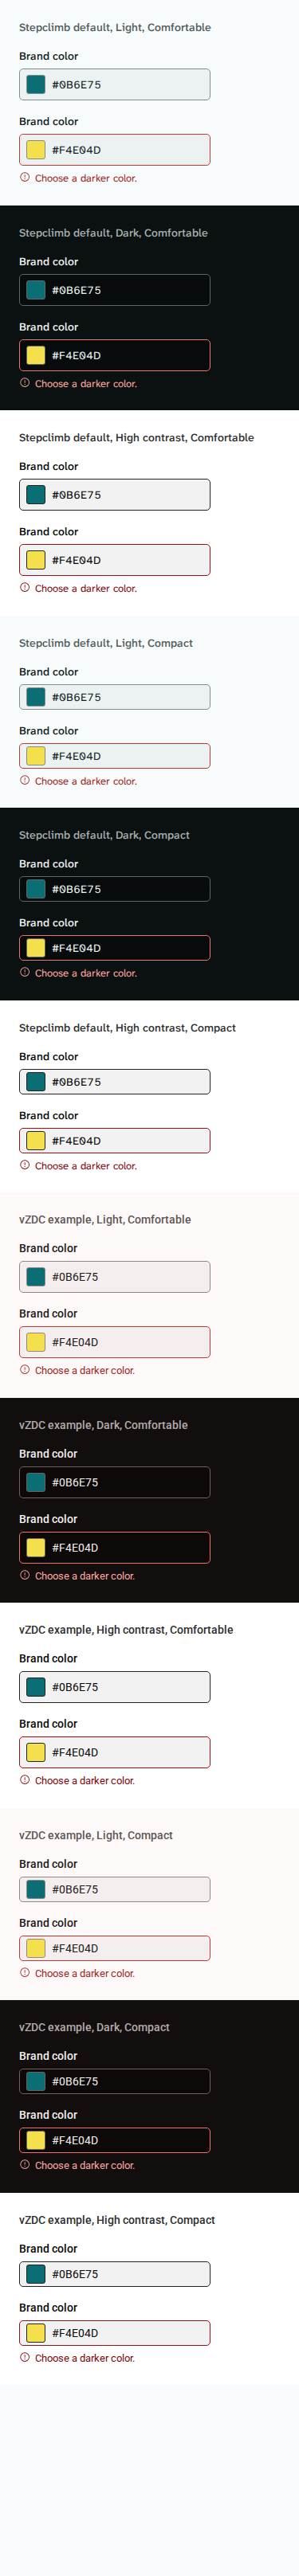 Stepclimb default, Light, Comfortable
Brand color
#0B6E75
Brand color
#F4E04D
Choose a darker color.
Stepclimb default, Dark, Comfortable
Brand color
#0B6E75
Brand color
#F4E04D
Choose a darker color.
Stepclimb default, High contrast, Comfortable
Brand color
#0B6E75
Brand color
#F4E04D
Choose a darker color.
Stepclimb default, Light, Compact
Brand color
#0B6E75
Brand color
#F4E04D
Choose a darker color.
Stepclimb default, Dark, Compact
Brand color
#0B6E75
Brand color
#F4E04D
Choose a darker color.
Stepclimb default, High contrast, Compact
Brand color
#0B6E75
Brand color
#F4E04D
Choose a darker color.
vZDC example, Light, Comfortable
Brand color
#0B6E75
Brand color
#F4E04D
Choose a darker color.
vZDC example, Dark, Comfortable
Brand color
#0B6E75
Brand color
#F4E04D
Choose a darker color.
vZDC example, High contrast, Comfortable
Brand color
#0B6E75
Brand color
#F4E04D
Choose a darker color.
vZDC example, Light, Compact
Brand color
#0B6E75
Brand color
#F4E04D
Choose a darker color.
vZDC example, Dark, Compact
Brand color
#0B6E75
Brand color
#F4E04D
Choose a darker color.
vZDC example, High contrast, Compact
Brand color
#0B6E75
Brand color
#F4E04D
Choose a darker color.